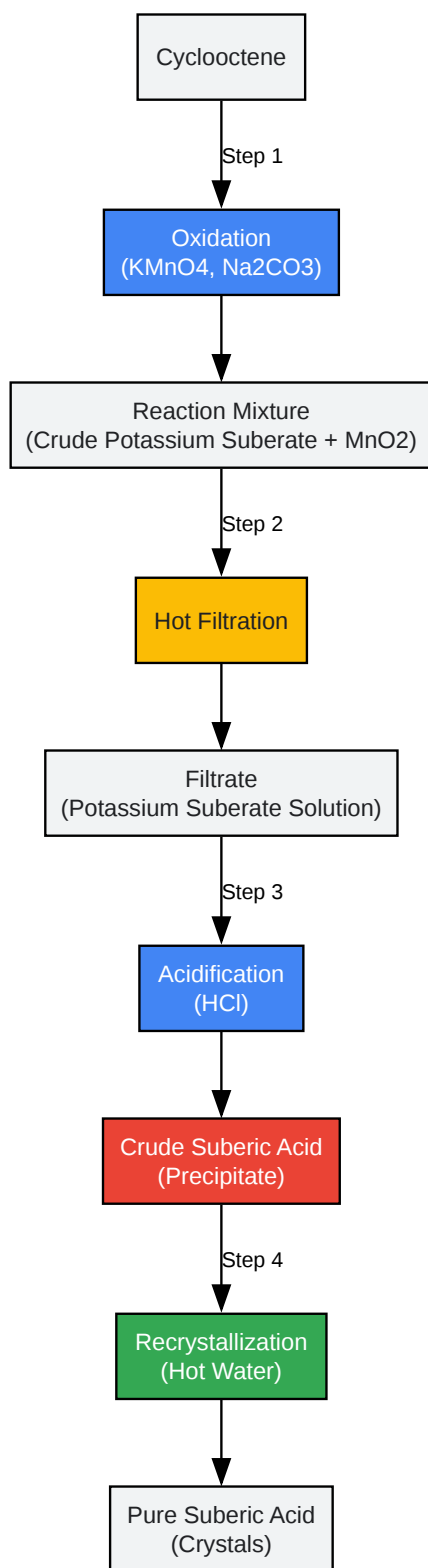 Cyclooctene
Step 1
Oxidation
(KMnO4, Na2CO3)
Reaction Mixture
(Crude Potassium Suberate + MnO2)
Step 2
Hot Filtration
Filtrate
(Potassium Suberate Solution)
Step 3
Acidification
(HCl)
Crude Suberic Acid
(Precipitate)
Step 4
Recrystallization
(Hot Water)
Pure Suberic Acid
(Crystals)